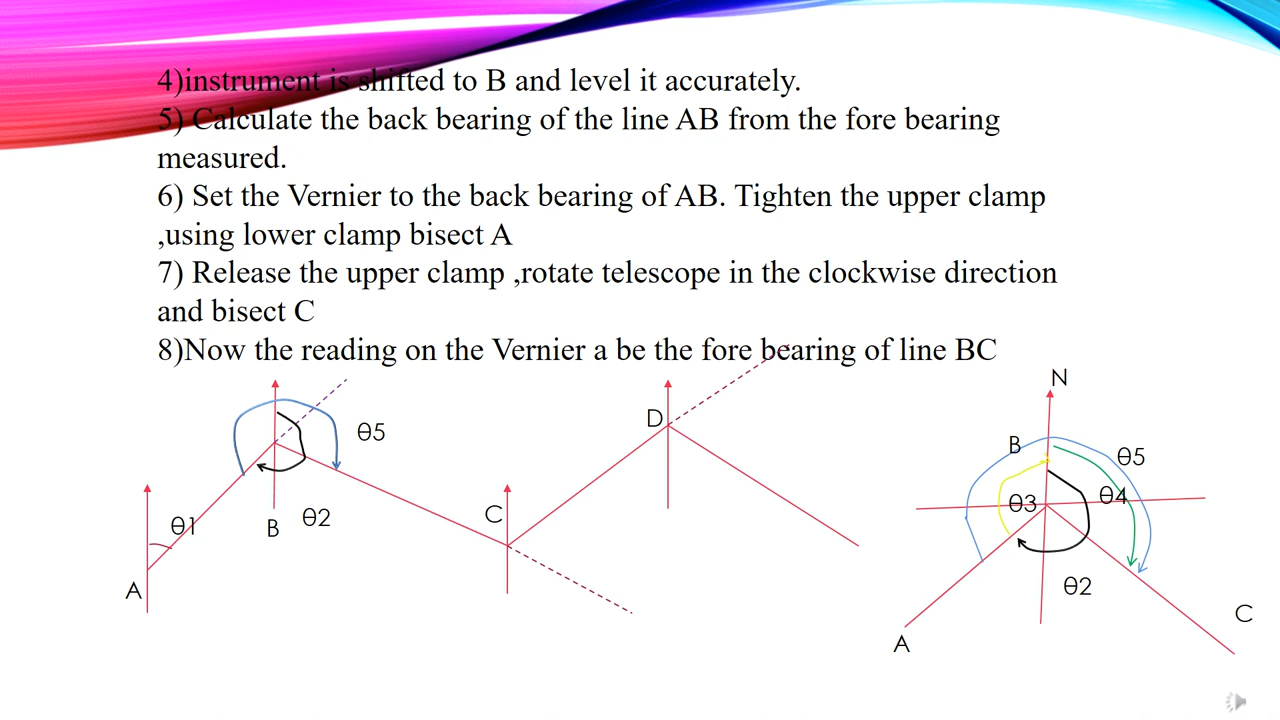 4)instrument is shifted to B and level it accurately.
5) Calculate the back bearing of the line AB from the fore bearing
measured.
6) Set the Vernier to the back bearing of AB. Tighten the upper clamp
,using lower clamp bisect A
7) Release the upper clamp ,rotate telescope in the clockwise direction
and bisect C
8)Now the reading on the Vernier a be the fore bearing of line BC
N
D
θ5
B
θ5
θ4
C
θ3
θ1
B
θ2
A
θ2
C
A